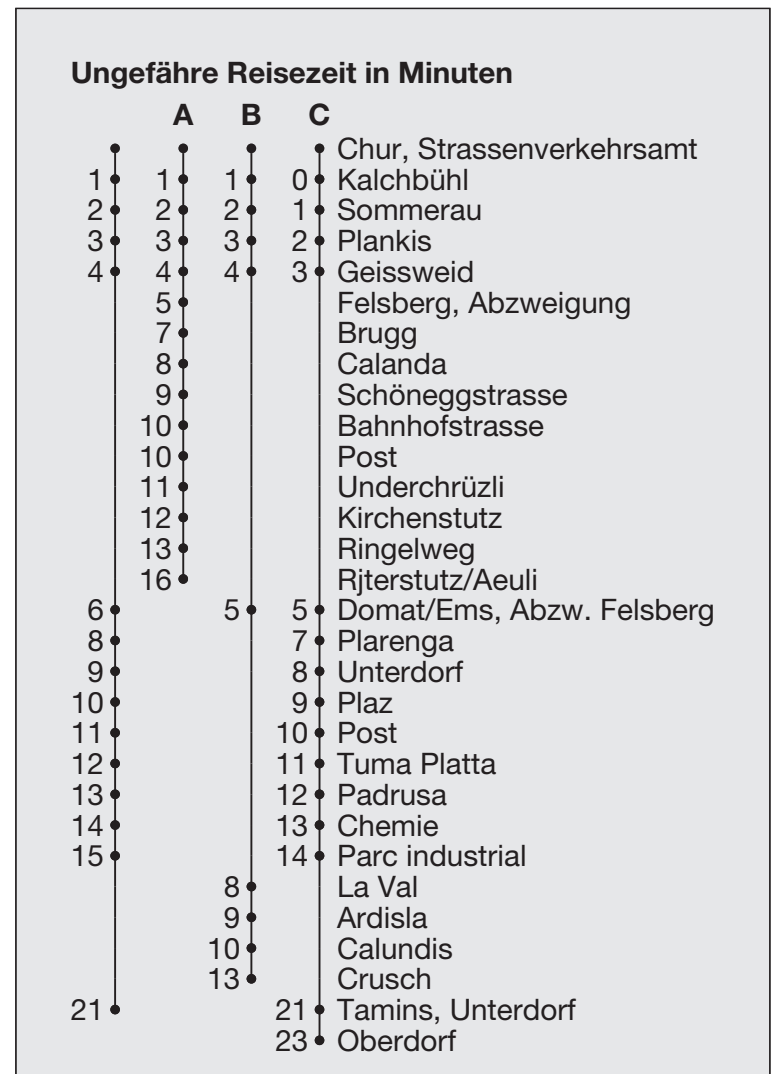 Ungefähre Reisezeit in Minuten
A B C
Chur, Strassenverkehrsamt
1 1 1 0 Kalchbühl
2 2 2 1 Sommerau
3 3 3 2 Plankis
4 4 4 3 Geissweid
5 Felsberg, Abzweigung
7 Brugg
8 Calanda
9 Schöneggstrasse
10 Bahnhofstrasse
10 Post
11 Underchrüzli
12 Kirchenstutz
13 Ringelweg
16 Rjterstutz/Aeuli
6 5 5 Domat/Ems, Abzw. Felsberg
8 7 Plarenga
9 8 Unterdorf
10 9 Plaz
11 10 Post
12 11 Tuma Platta
13 12 Padrusa
14 13 Chemie
15 14 Parc industrial
8 La Val
9 Ardisla
10 Calundis
13 Crusch
21 21 Tamins, Unterdorf
23 Oberdorf